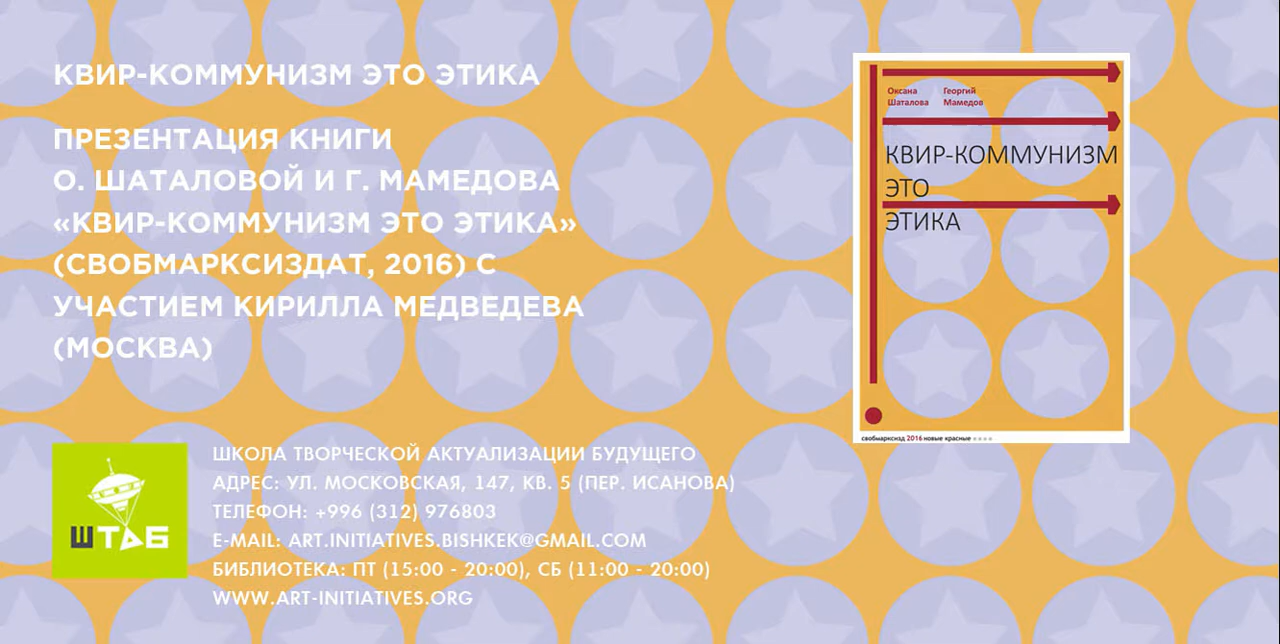 КВИР-КОММУНИЗМ ЭТО ЭТИКА
ПРЕЗЕНТАЦИЯ КНИГИ
О. ШАТАЛОВОЙ И Г. МАМЕДОВА
«КВИР-КОММУНИЗМ ЭТО ЭТИКА»
(СВОБМАРКСИЗДАТ, 2016) С
УЧАСТИЕМ КИРИЛЛА МЕДВЕДЕВА
(МОСКВА)
Оксана Георгий
Шаталова Мамедов
КВИР-КОММУНИЗМ
ЭТО
ЭТИКА
свобмарксизд 2016 новые красные
ШТАБ
ШКОЛА ТВОРЧЕСКОЙ АКТУАЛИЗАЦИИ БУДУЩЕГО
АДРЕС: УЛ. МОСКОВСКАЯ, 147, КВ. 5 (ПЕР. ИСАНОВА)
ТЕЛЕФОН: +996 (312) 976803
E-MAIL: ART.INITIATIVES.BISHKEK@GMAIL.COM
БИБЛИОТЕКА: ПТ (15:00 - 20:00), СБ (11:00 - 20:00)
WWW.ART-INITIATIVES.ORG